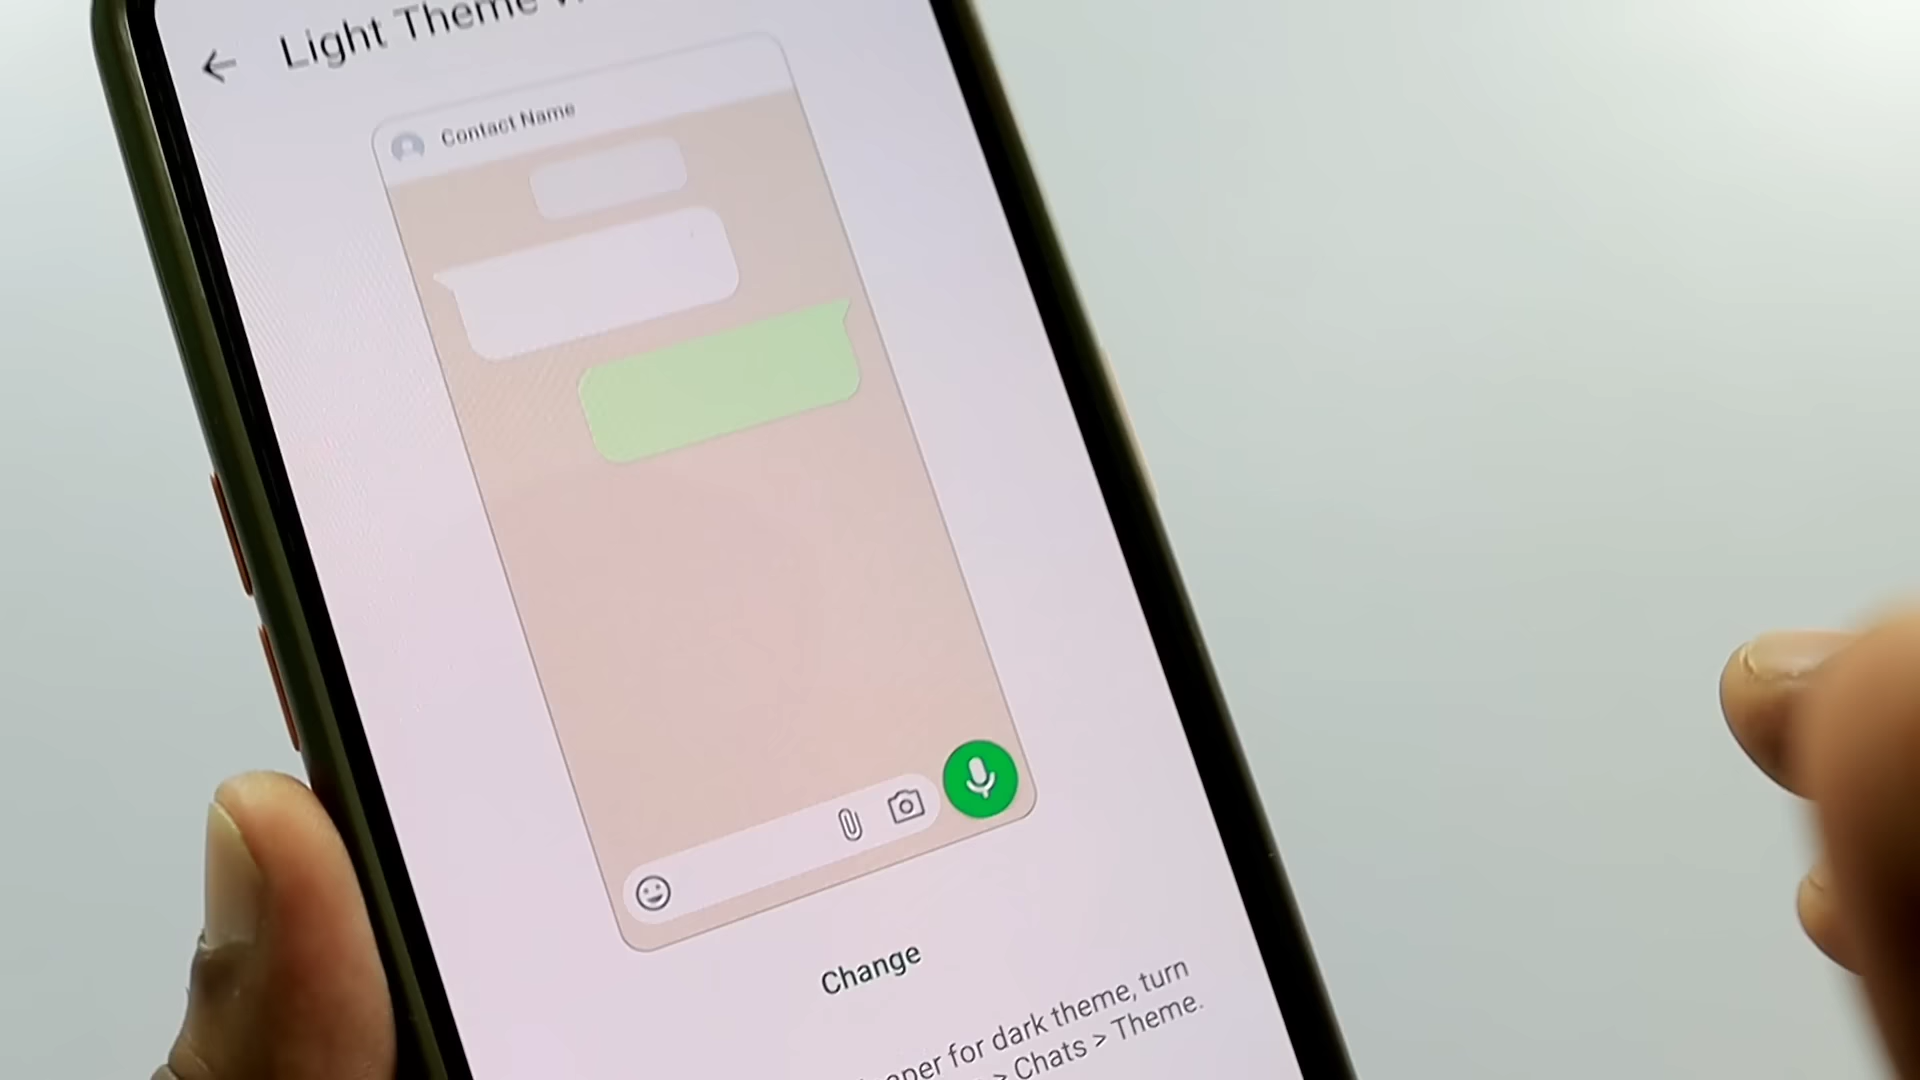 Light Theme
Contact Name
Change
for dark theme, turn
> Chats > Theme.